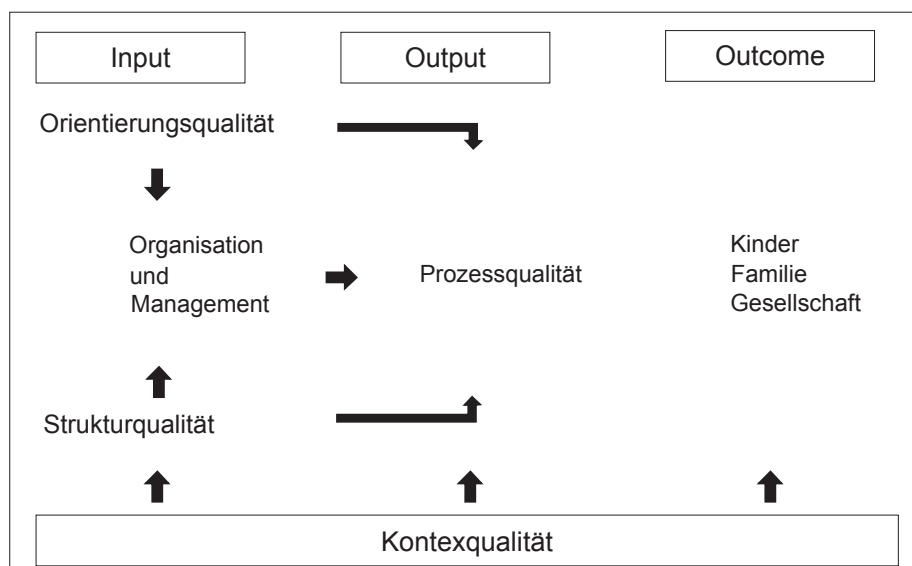 Input
Output
Outcome
Orientierungsqualität
Organisation
und
Management
Prozessqualität
Kinder
Familie
Gesellschaft
Strukturqualität
Kontexqualität